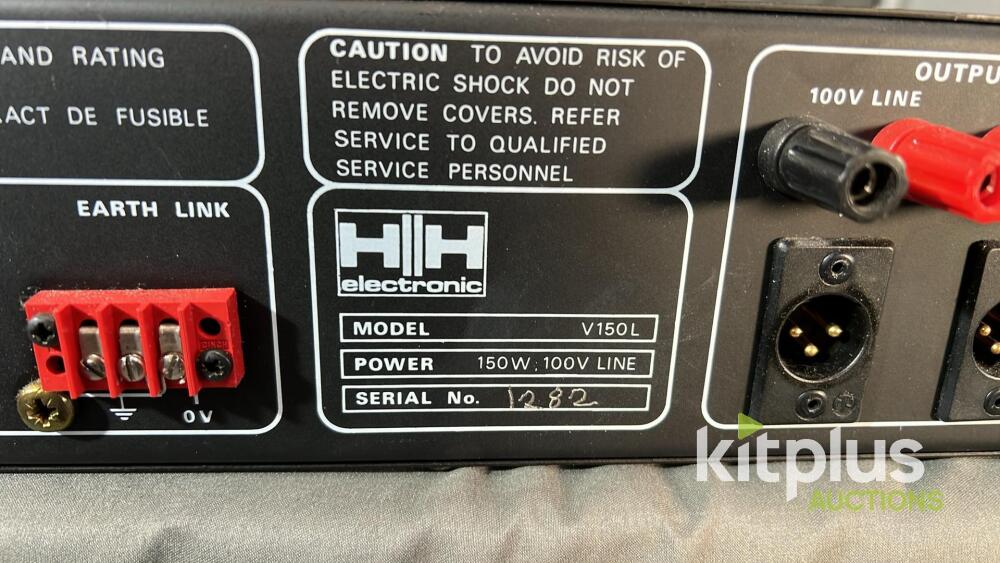 AND RATING
ACT DE FUSIBLE
CAUTION TO AVOID RISK OF
ELECTRIC SHOCK DO NOT
REMOVE COVERS. REFER
SERVICE TO QUALIFIED
SERVICE PERSONNEL
OUTPU
100V LINE
EARTH LINK
0V
CINCH
HH
electronic
MODEL V150L
POWER 150W; 100V LINE
SERIAL No. 1282
kitplus
AUCTIONS